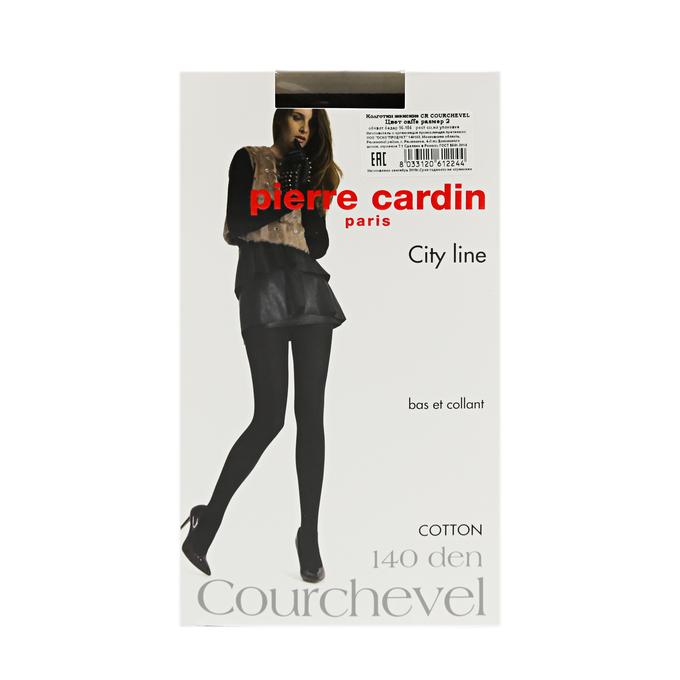 Колготки женские CR COURCHEVEL
Цвет caffe размер 2
EAC
8 033120 612244
pierre cardin
paris
City line
bas et collant
COTTON
140 den
Courchevel